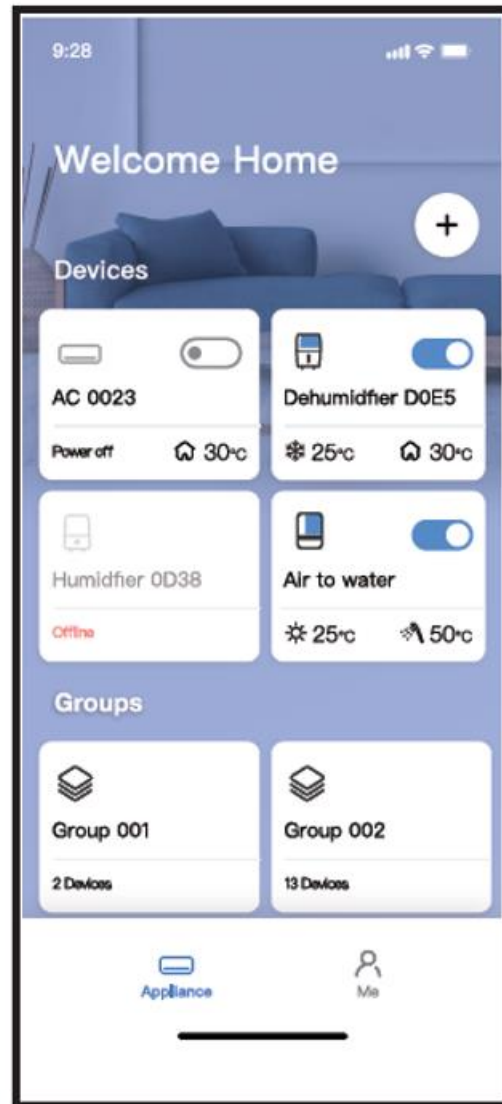 9:28
Welcome Home
+
Devices
AC 0023
Power off 30°c
Dehumidfier D0E5
25°c 30°c
Humidfier 0D38
Offline
Air to water
25°c 50°c
Groups
Group 001
2 Devices
Group 002
13 Devices
Appliance
Me